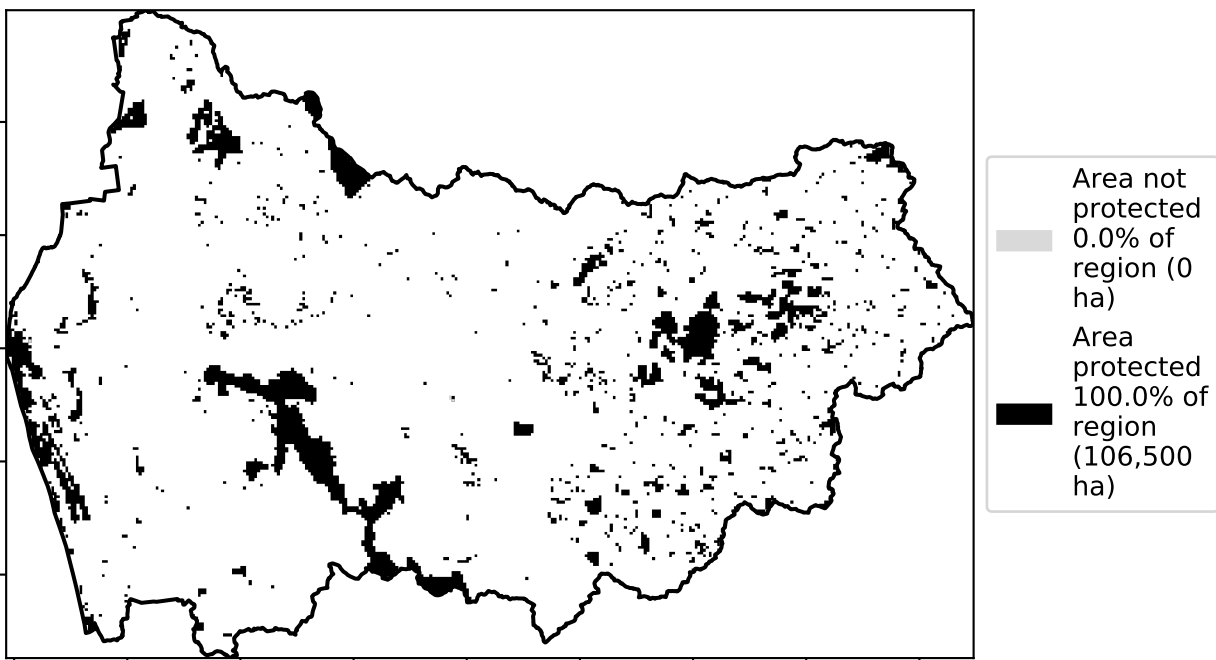 Area not
protected
0.0% of
region (0
ha)
Area
protected
100.0% of
region
(106,500
ha)